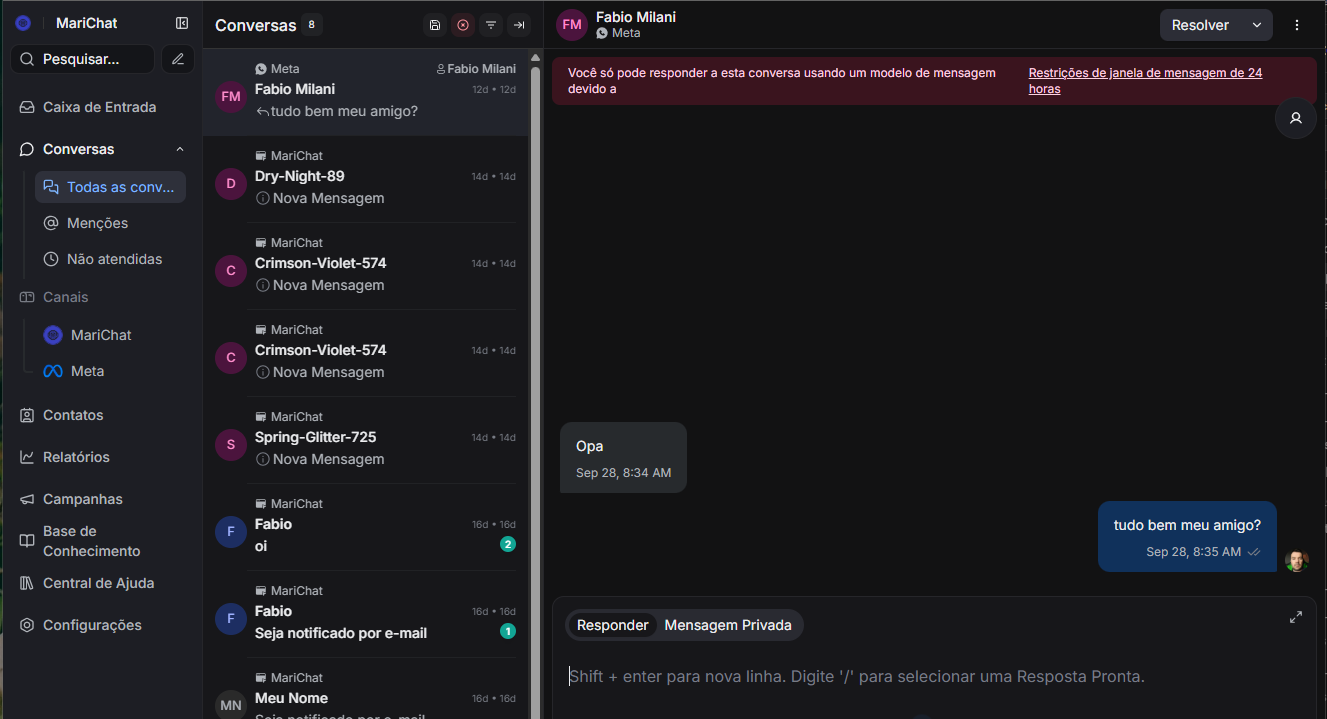 MariChat
Pesquisar...
Caixa de Entrada
Conversas
Todas as conv...
Menções
Não atendidas
Canais
MariChat
Meta
Contatos
Relatórios
Campanhas
Base de
Conhecimento
Central de Ajuda
Configurações
Conversas 8
Meta Fabio Milani
FM Fabio Milani 12d • 12d
tudo bem meu amigo?
MariChat
D Dry-Night-89 14d • 14d
Nova Mensagem
MariChat
C Crimson-Violet-574 14d • 14d
Nova Mensagem
MariChat
C Crimson-Violet-574 14d • 14d
Nova Mensagem
MariChat
S Spring-Glitter-725 14d • 14d
Nova Mensagem
MariChat
F Fabio 16d • 16d
oi 2
MariChat
F Fabio 16d • 16d
Seja notificado por e-mail 1
MariChat
MN Meu Nome 16d • 16d
Seja notificado por e-mail
FM Fabio Milani
Meta
Resolver
Você só pode responder a esta conversa usando um modelo de mensagem
devido a
Restrições de janela de mensagem de 24
horas
Opa
Sep 28, 8:34 AM
tudo bem meu amigo?
Sep 28, 8:35 AM
Responder Mensagem Privada
Shift + enter para nova linha. Digite '/' para selecionar uma Resposta Pronta.